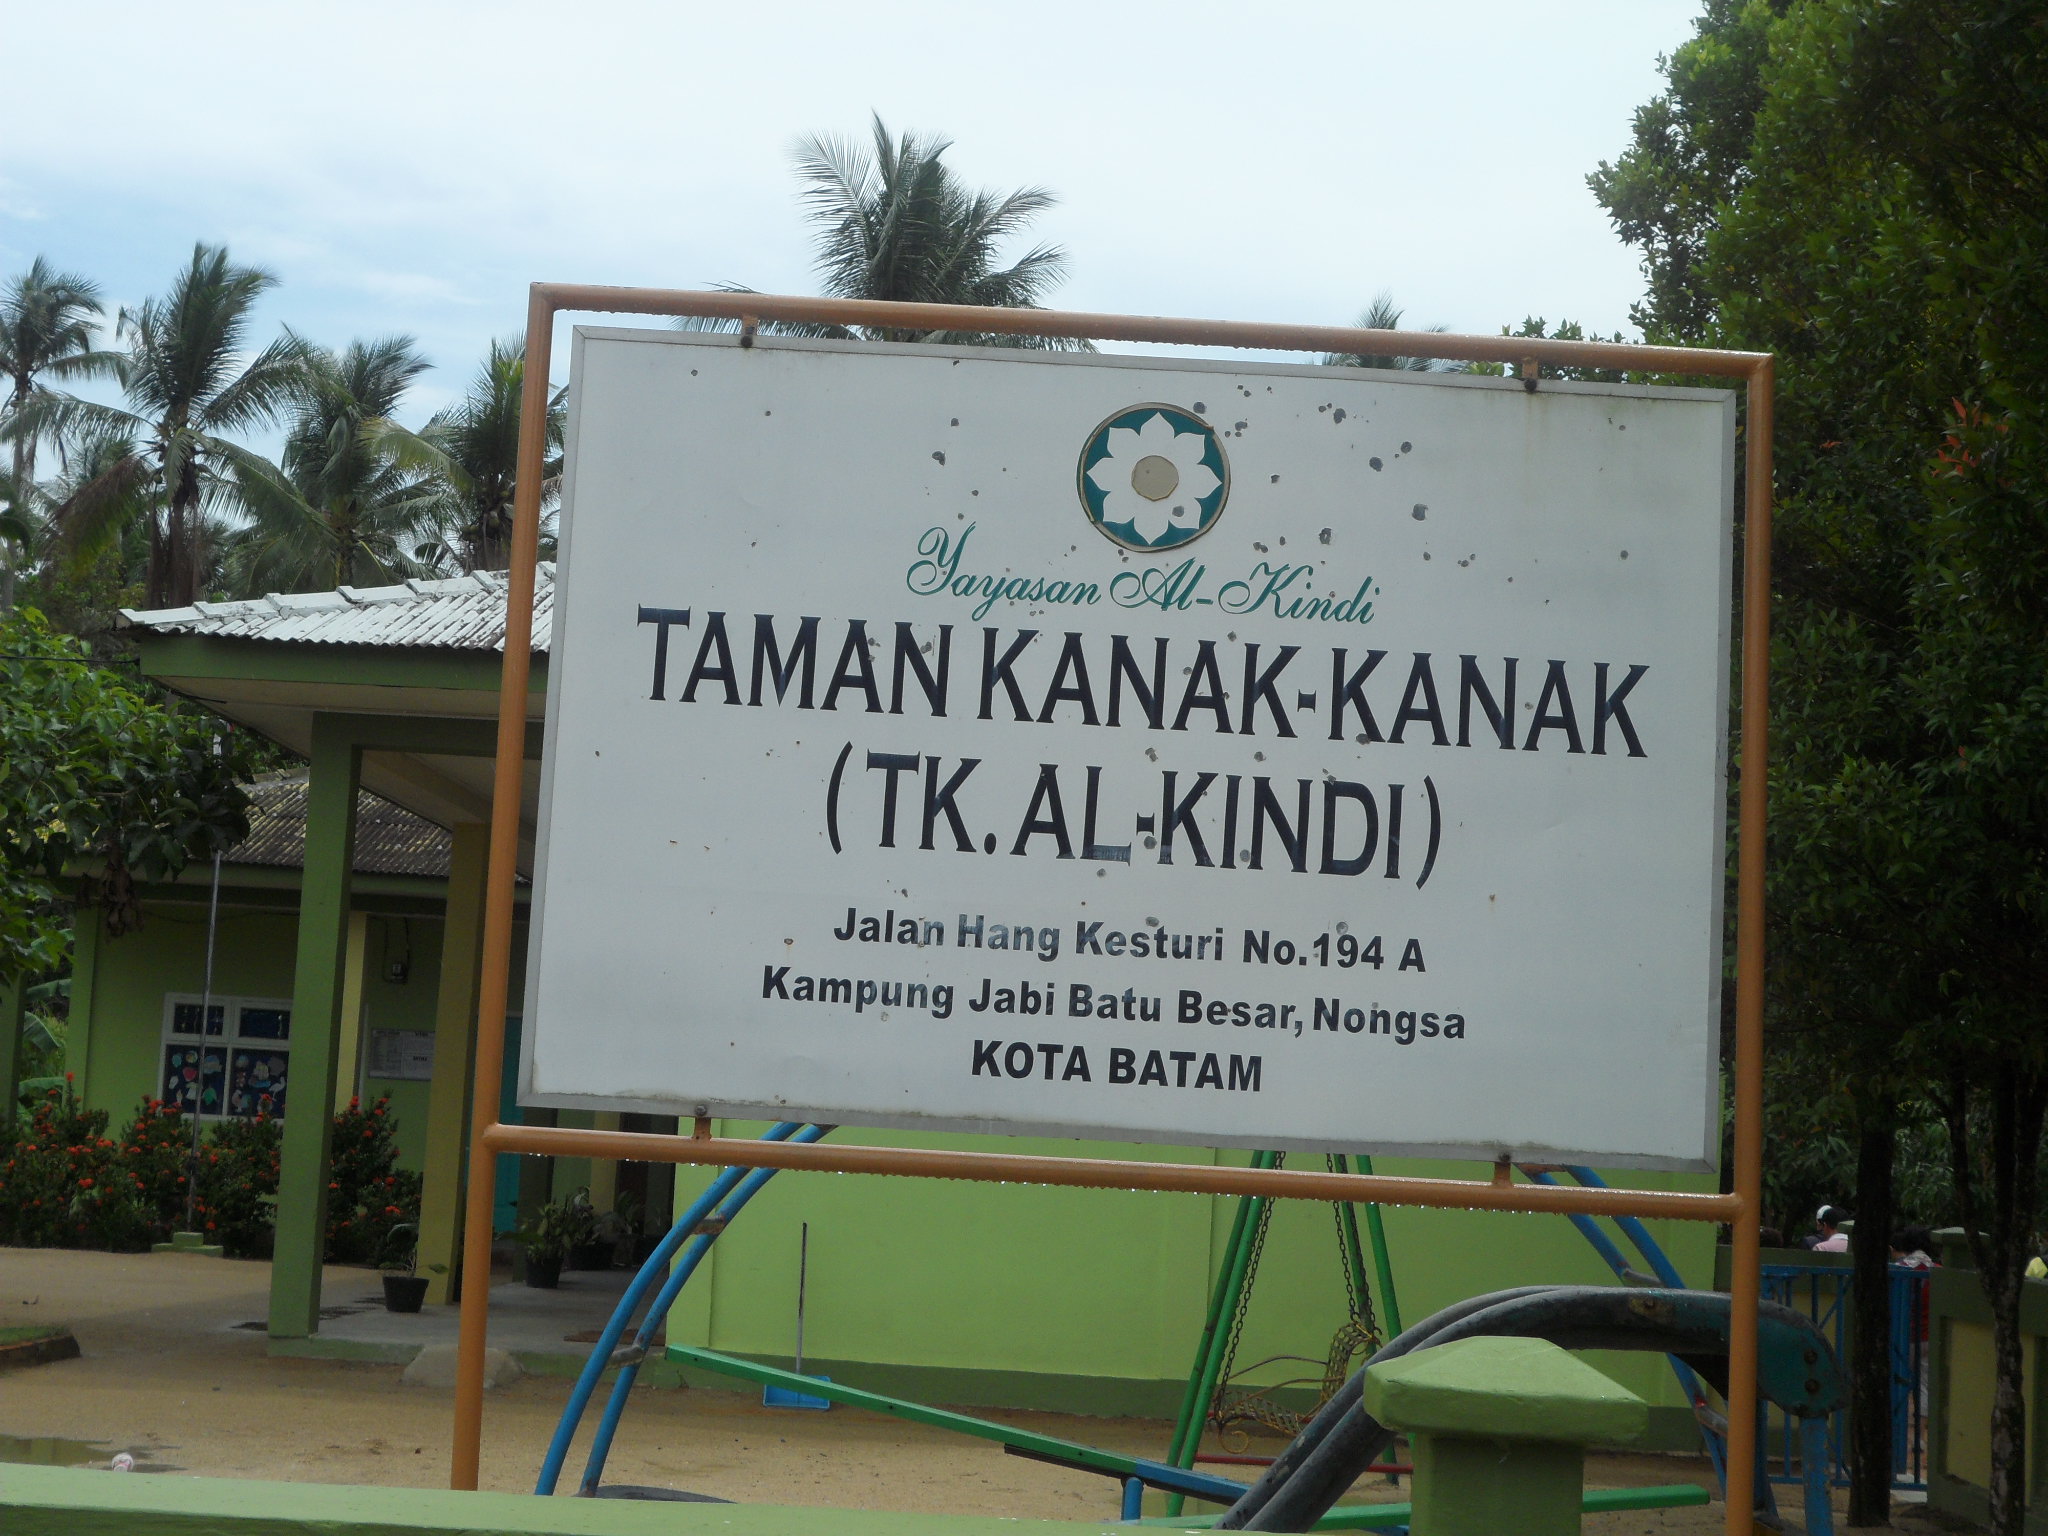 Yayasan Al-Kindi
TAMAN KANAK-KANAK
(TK. AL-KINDI)
Jalan Hang Kesturi No.194 A
Kampung Jabi Batu Besar, Nongsa
KOTA BATAM